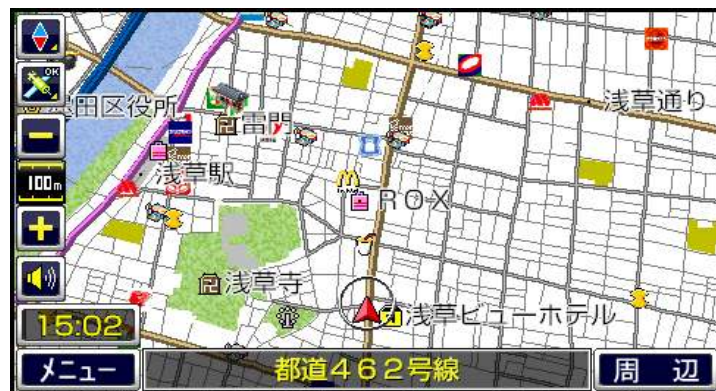 OK
浅草通り
田区役所
雷門
100m
浅草駅
ROX
浅草寺
浅草ビューホテル
15:02
メニュー
都道462号線
周 辺